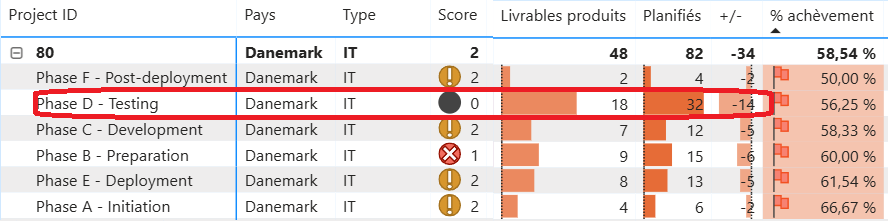 Project ID Pays Type Score Livrables produits Planifiés +/- % achèvement
80 Danemark IT 2 48 82 -34 58,54 %
Phase F - Post-deployment Danemark IT 2 2 4 -2 50,00 %
Phase D - Testing Danemark IT 0 18 32 -14 56,25 %
Phase C - Development Danemark IT 2 7 12 -5 58,33 %
Phase B - Preparation Danemark IT 1 9 15 -6 60,00 %
Phase E - Deployment Danemark IT 2 8 13 -5 61,54 %
Phase A - Initiation Danemark IT 2 4 6 -2 66,67 %